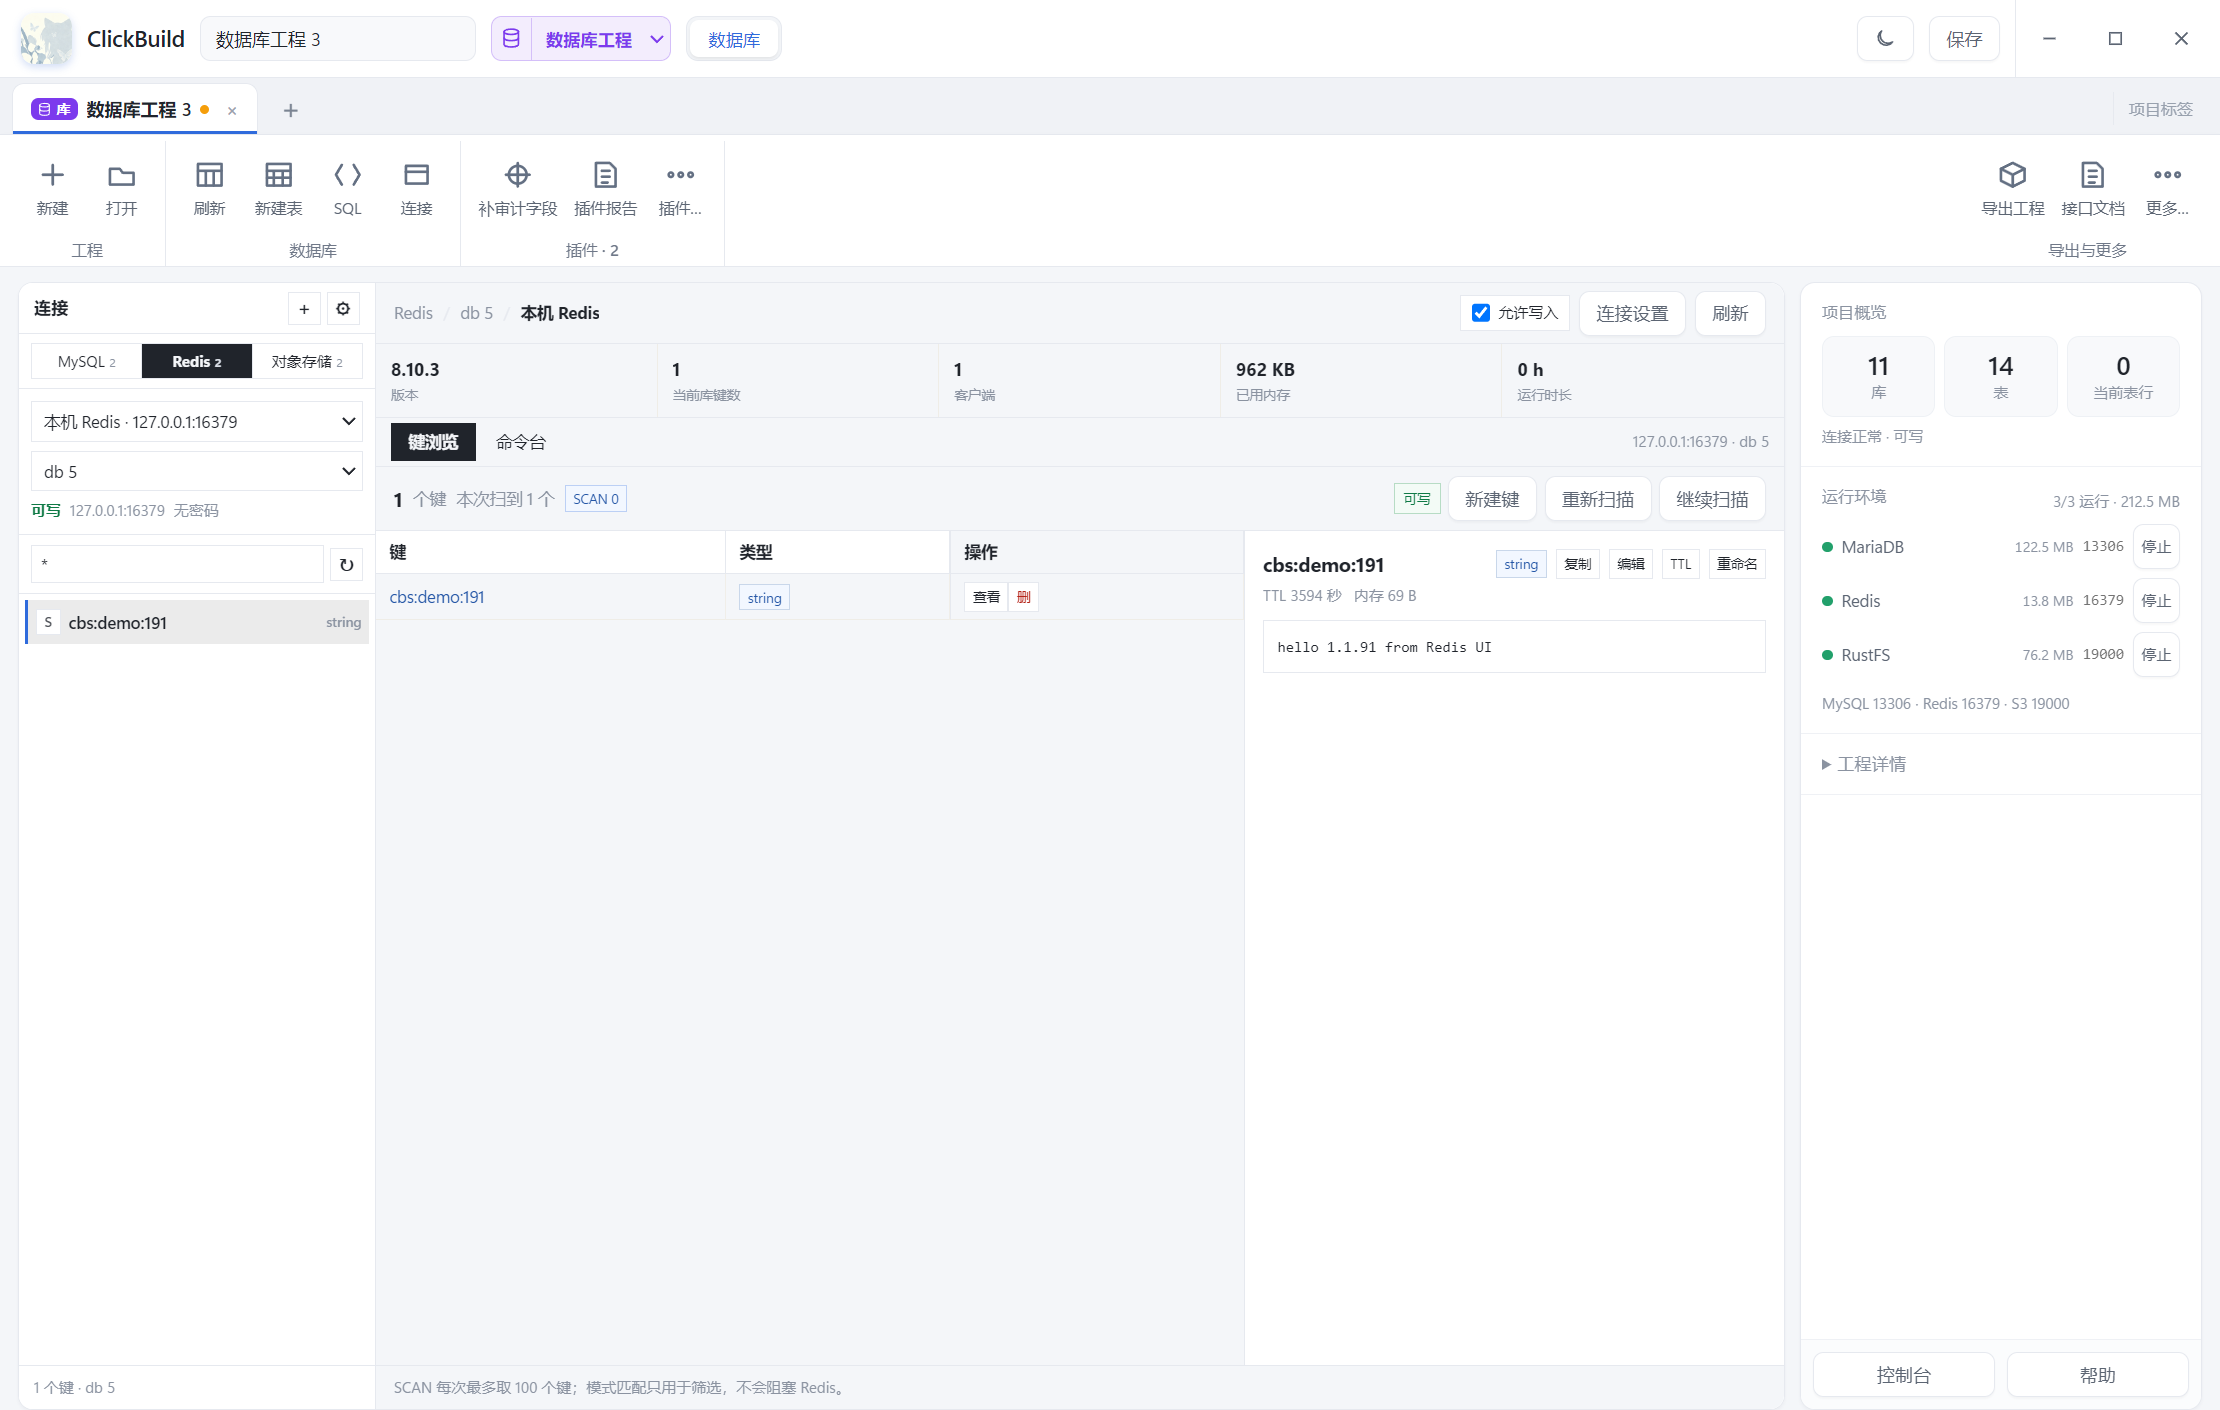 ClickBuild
数据库工程 3
数据库工程
数据库
保存
库 数据库工程 3
项目标签
新建
打开
工程
刷新
新建表
SQL
连接
数据库
补审计字段
插件报告
插件...
插件 · 2
导出工程
接口文档
更多...
导出与更多
连接
MySQL 2
Redis 2
对象存储 2
本机 Redis · 127.0.0.1:16379
db 5
可写 127.0.0.1:16379 无密码
*
S cbs:demo:191 string
1 个键 · db 5
Redis / db 5 / 本机 Redis
允许写入
连接设置
刷新
8.10.3
版本
1
当前库键数
1
客户端
962 KB
已用内存
0 h
运行时长
键浏览
命令台
127.0.0.1:16379 · db 5
1 个键 本次扫到 1 个 SCAN 0
可写
新建键
重新扫描
继续扫描
键 类型 操作
cbs:demo:191 string 查看 删
cbs:demo:191
string 复制 编辑 TTL 重命名
TTL 3594 秒 内存 69 B
hello 1.1.91 from Redis UI
SCAN 每次最多取 100 个键；模式匹配只用于筛选，不会阻塞 Redis。
项目概览
11
库
14
表
0
当前表行
连接正常 · 可写
运行环境
3/3 运行 · 212.5 MB
MariaDB 122.5 MB 13306 停止
Redis 13.8 MB 16379 停止
RustFS 76.2 MB 19000 停止
MySQL 13306 · Redis 16379 · S3 19000
工程详情
控制台
帮助